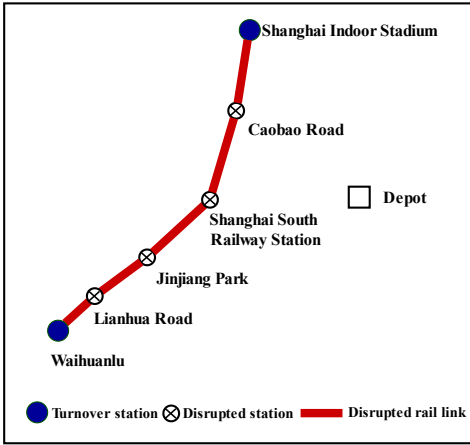 Shanghai Indoor Stadium
Caobao Road
Depot
Shanghai South
Railway Station
Jinjiang Park
Lianhua Road
Waihuanlu
Turnover station
Disrupted station
Disrupted rail link